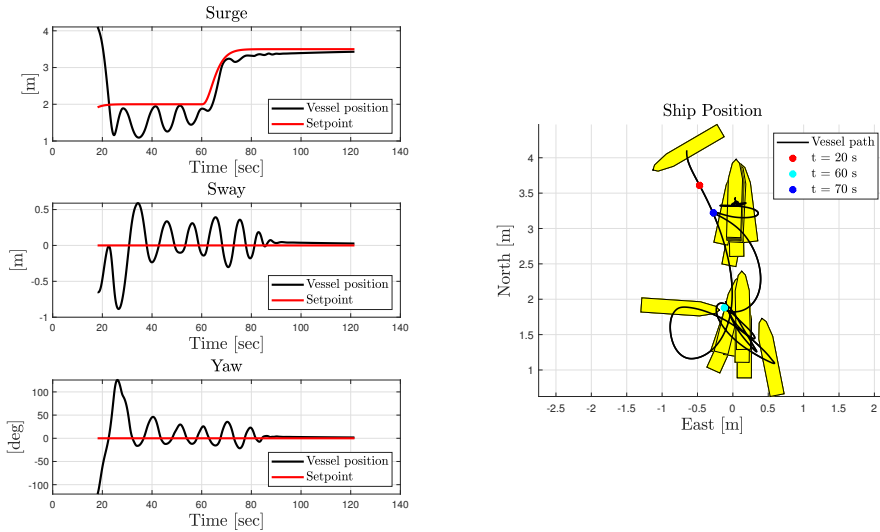 Surge
4
3
2
1
[m]
Vessel position
Setpoint
0 20 40 60 80 100 120 140
Time [sec]
Sway
0.5
0
-0.5
-1
[m]
Vessel position
Setpoint
0 20 40 60 80 100 120 140
Time [sec]
Yaw
100
50
0
-50
-100
[deg]
Vessel position
Setpoint
0 20 40 60 80 100 120 140
Time [sec]
Ship Position
Vessel path
t = 20 s
t = 60 s
t = 70 s
4
3.5
3
2.5
2
1.5
1
North [m]
-2.5 -2 -1.5 -1 -0.5 0 0.5 1 1.5 2
East [m]